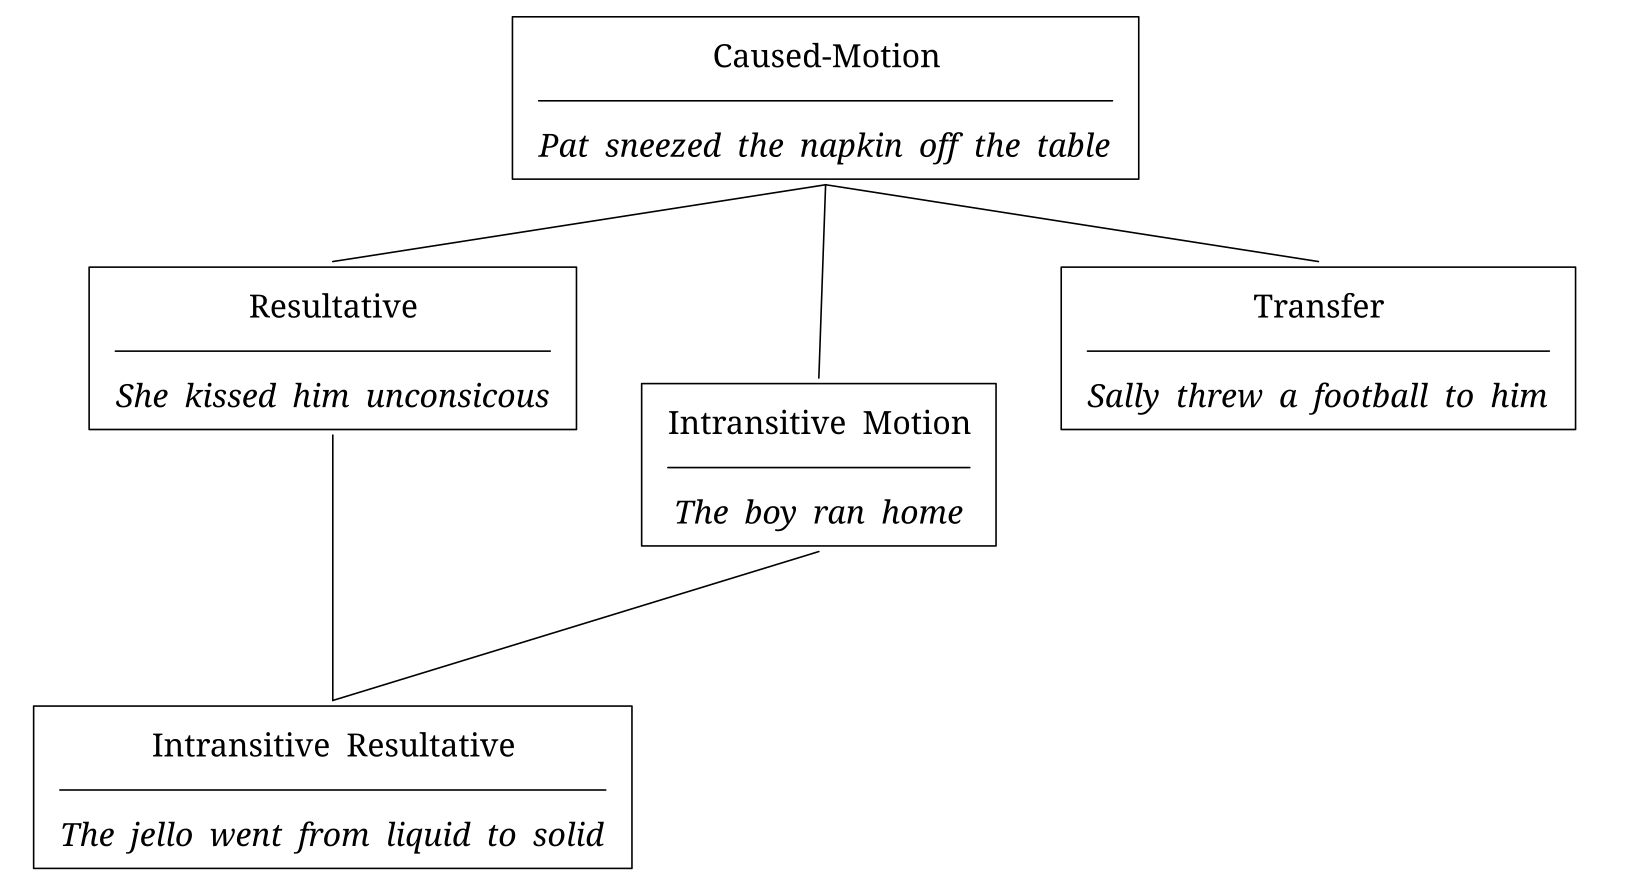 Caused-Motion
Pat sneezed the napkin off the table
Resultative
She kissed him unconsicous
Transfer
Sally threw a football to him
Intransitive Motion
The boy ran home
Intransitive Resultative
The jello went from liquid to solid